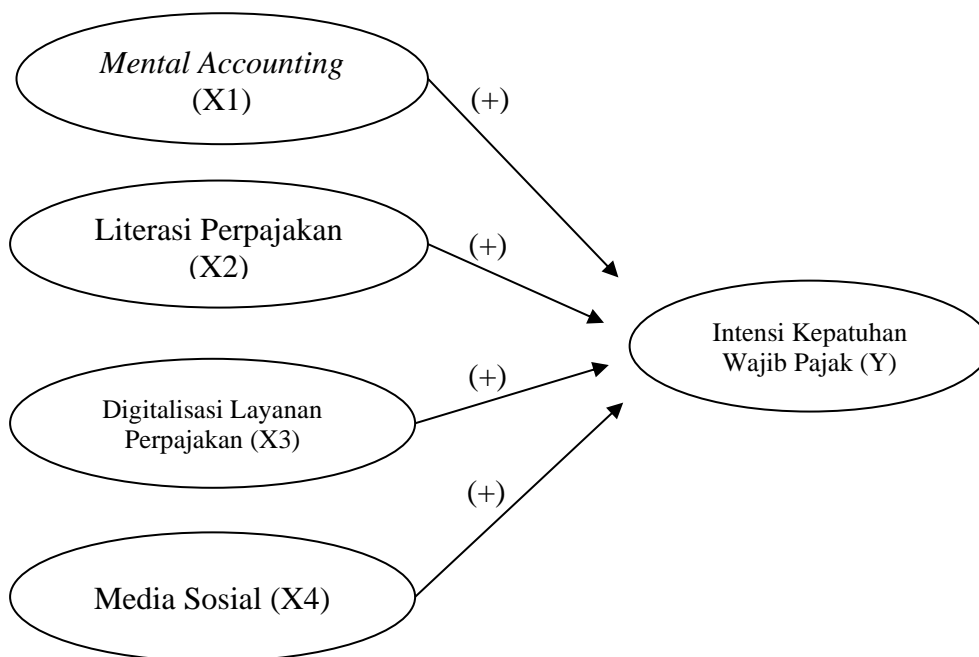 Mental Accounting
(X1)
(+)
Literasi Perpajakan
(X2)
(+)
Intensi Kepatuhan
Wajib Pajak (Y)
Digitalisasi Layanan
Perpajakan (X3)
(+)
(+)
Media Sosial (X4)